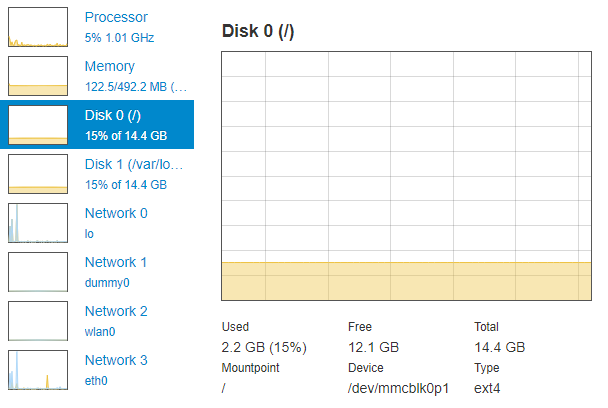 Processor
5% 1.01 GHz
Memory
122.5/492.2 MB (…
Disk 0 (/)
15% of 14.4 GB
Disk 1 (/var/lo…
15% of 14.4 GB
Network 0
lo
Network 1
dummy0
Network 2
wlan0
Network 3
eth0
Disk 0 (/)
Used Free Total
2.2 GB (15%) 12.1 GB 14.4 GB
Mountpoint Device Type
/ /dev/mmcblk0p1 ext4